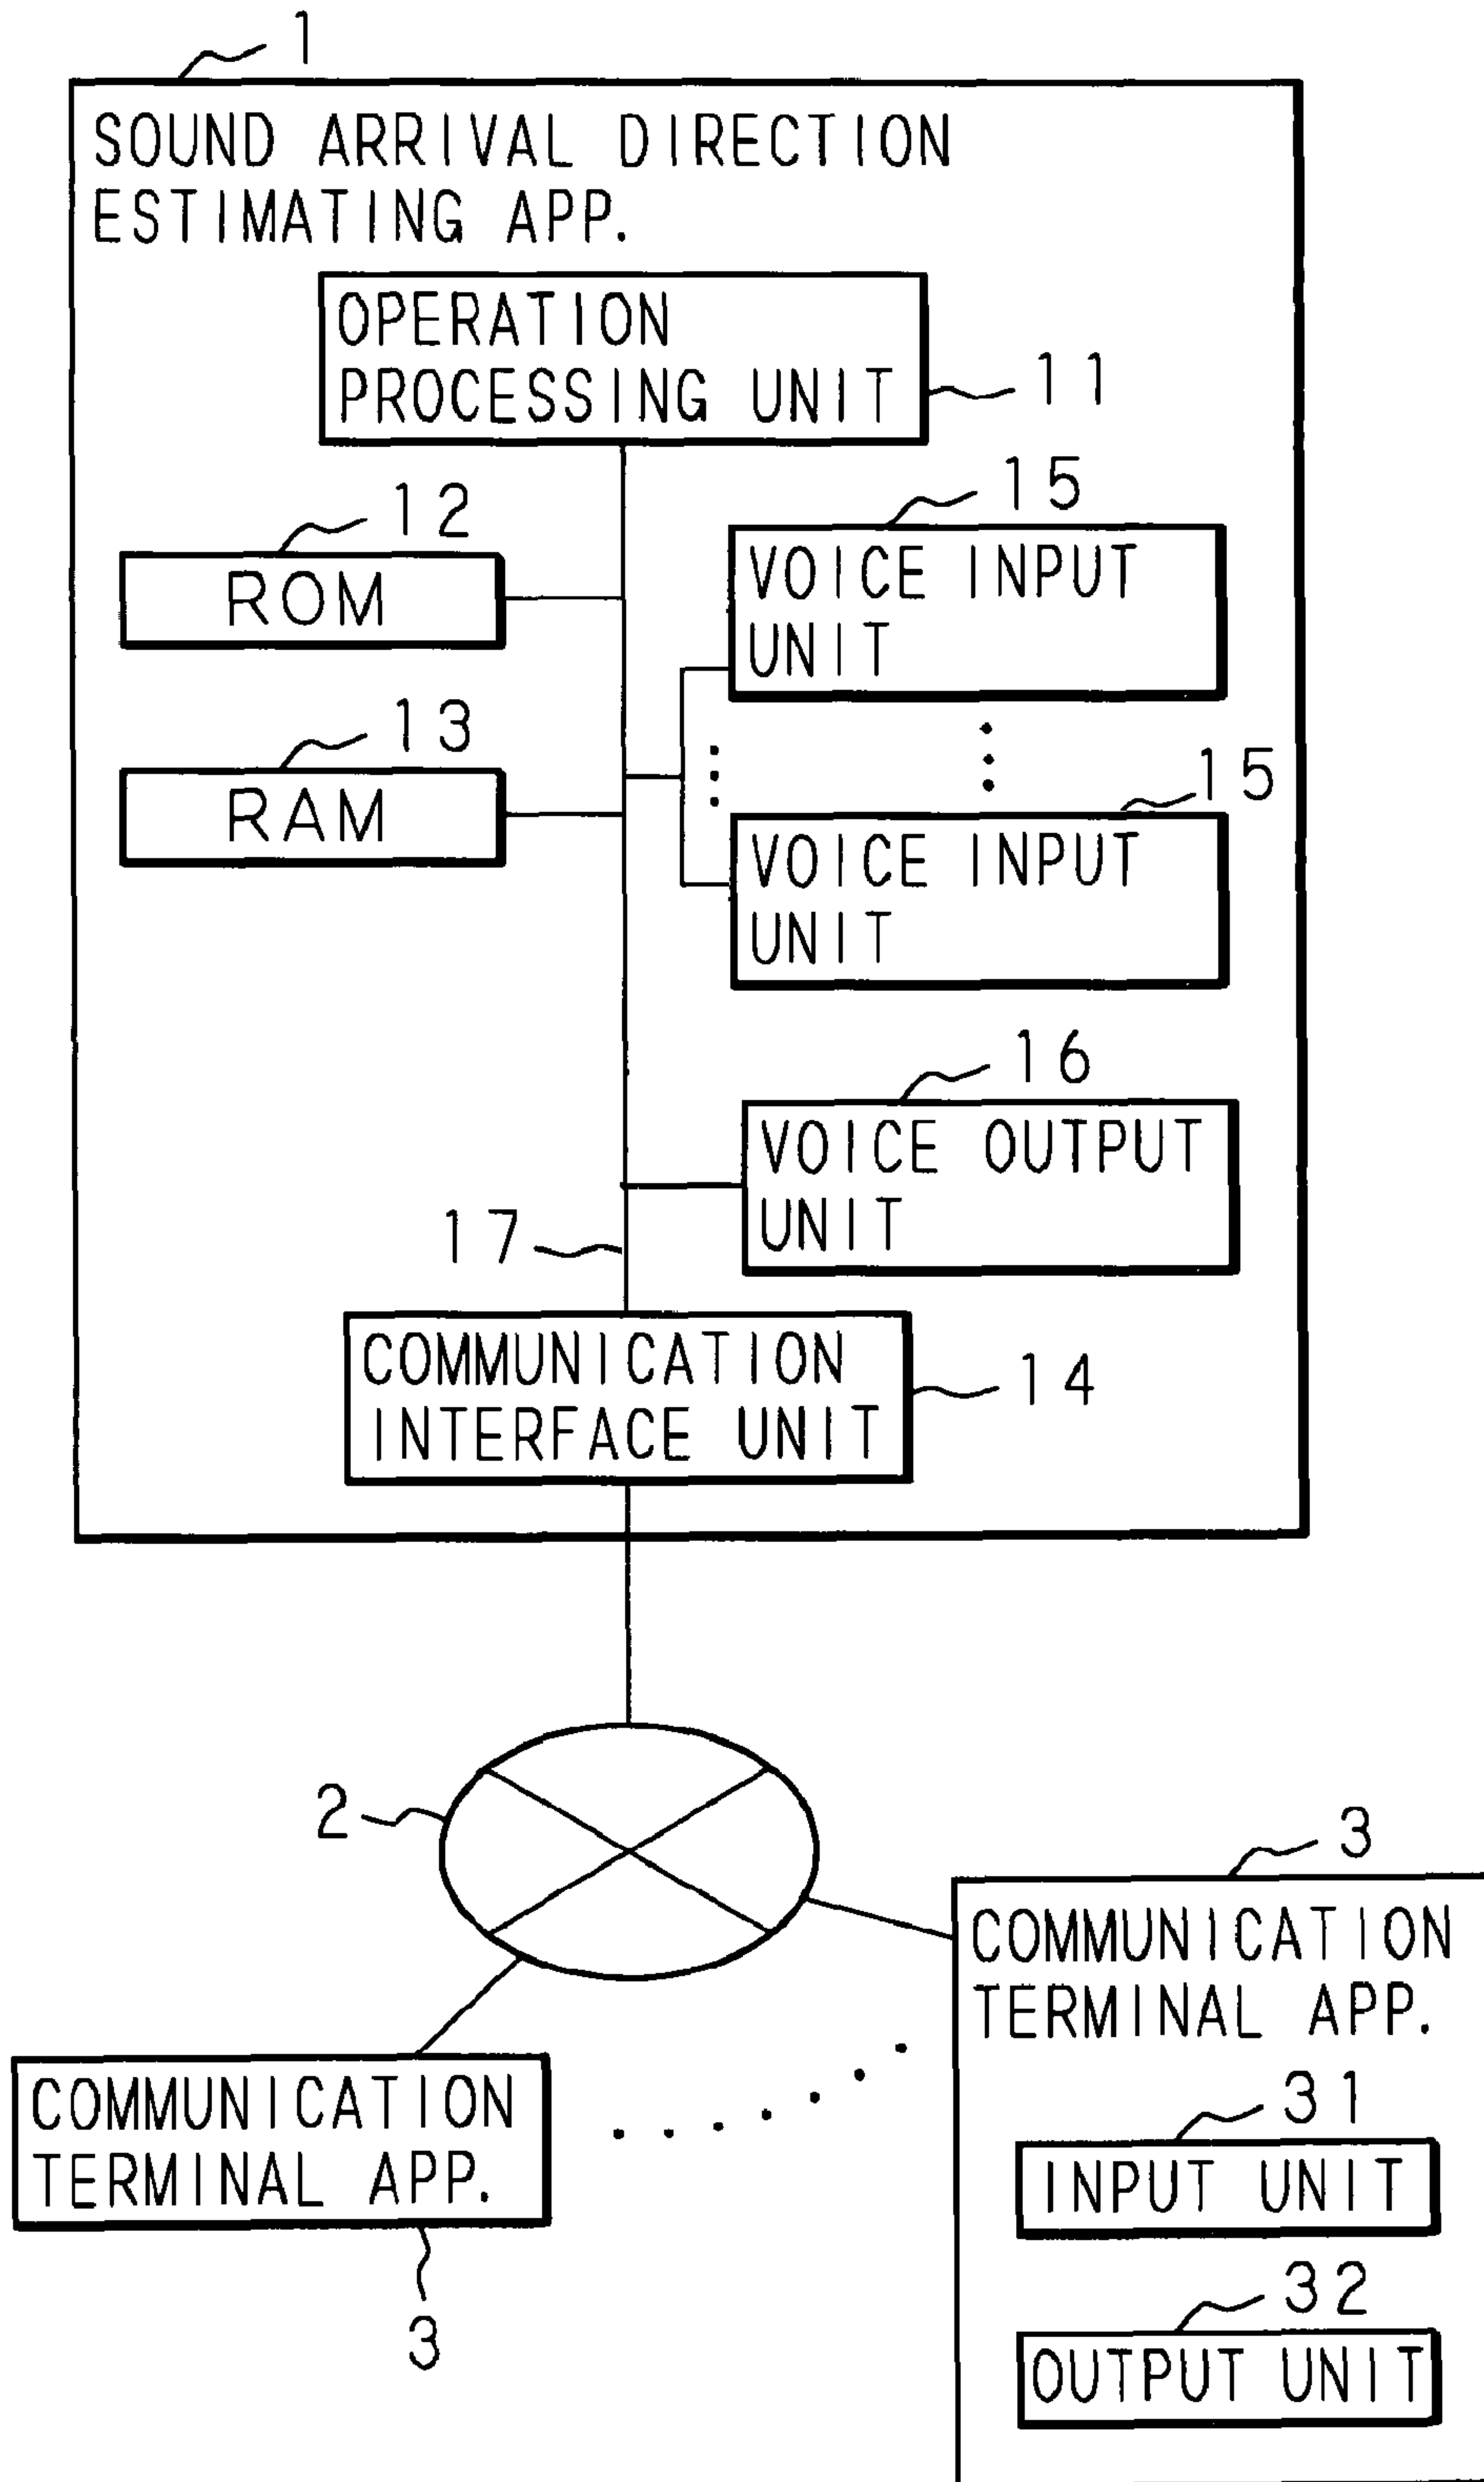 1
SOUND ARRIVAL DIRECTION
ESTIMATING APP.
OPERATION
PROCESSING UNIT
11
12
ROM
15
VOICE INPUT
UNIT
13
RAM
15
VOICE INPUT
UNIT
16
VOICE OUTPUT
UNIT
17
COMMUNICATION
INTERFACE UNIT
14
2
3
COMMUNICATION
TERMINAL APP.
31
INPUT UNIT
32
OUTPUT UNIT
COMMUNICATION
TERMINAL APP.
3